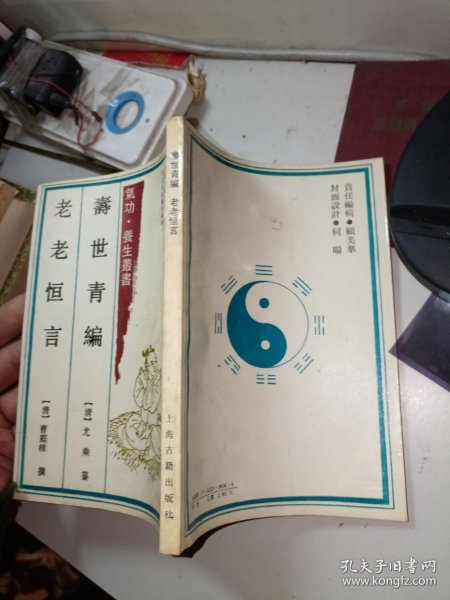 氣功·養生叢書
壽世青編
老老恒言
〔清〕尤乘 纂
〔清〕曹庭棟 撰
壽世青編 老老恒言
上海古籍出版社
責任編輯●顧美華
封面設計●何暘
孔夫子旧书网
www.kongfz.com